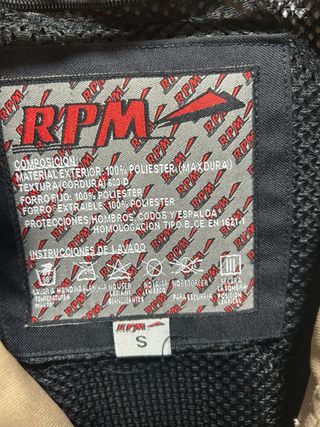 RPM
COMPOSICION:
MATERIAL EXTERIOR: 100% POLIESTER (MAXDURA)
TEXTURA (CORDURA) 600 D
FORRO FIJO: 100% POLIESTER
FORRO EXTRAIBLE: 100% POLIESTER
PROTECCIONES HOMBROS, CODOS Y ESPALDA
HOMOLOGACION TIPO B, CE: EN 1621-1
INSTRUCCIONES DE LAVADO
RPM
S